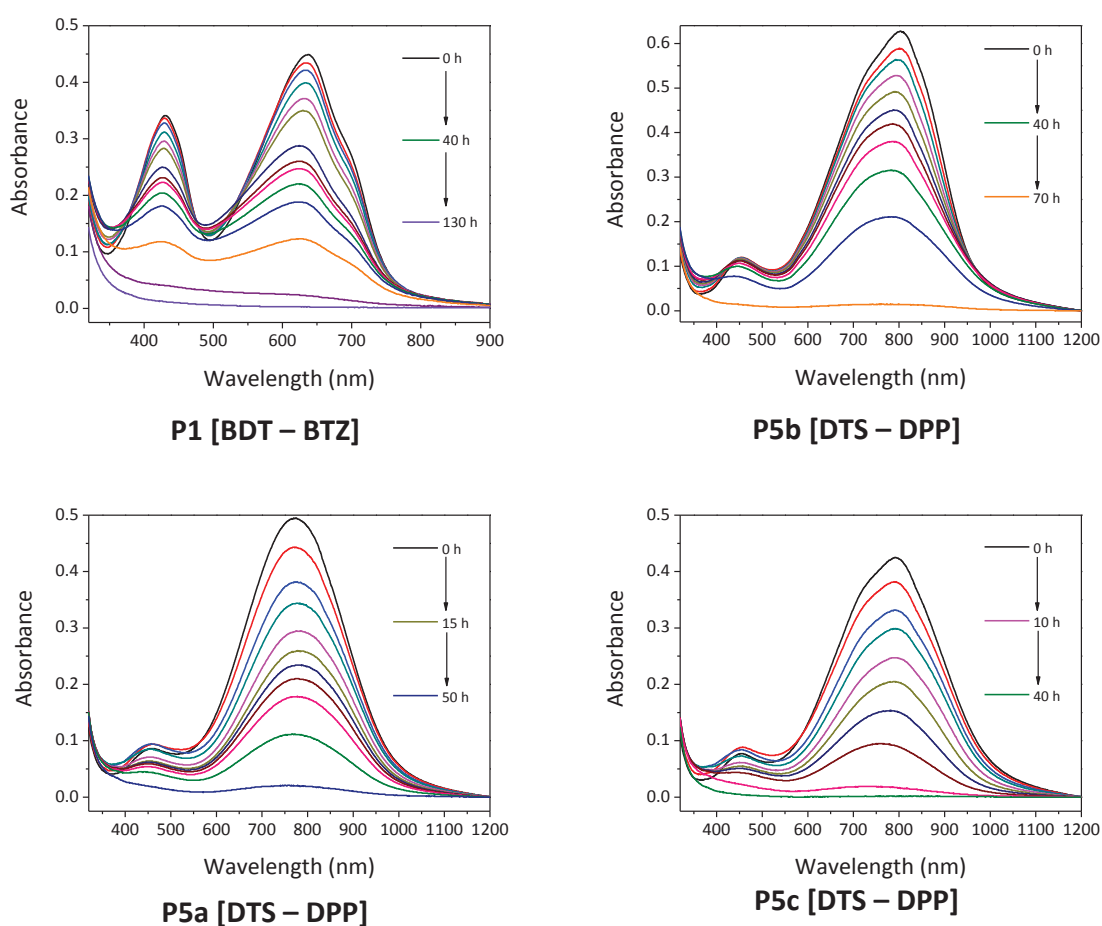 Absorbance
0.5
0.4
0.3
0.2
0.1
0.0
0 h
40 h
130 h
400 500 600 700 800 900
Wavelength (nm)
P1 [BDT – BTZ]
Absorbance
0.6
0.5
0.4
0.3
0.2
0.1
0.0
0 h
40 h
70 h
400 500 600 700 800 900 1000 1100 1200
Wavelength (nm)
P5b [DTS – DPP]
Absorbance
0.5
0.4
0.3
0.2
0.1
0.0
0 h
15 h
50 h
400 500 600 700 800 900 1000 1100 1200
Wavelength (nm)
P5a [DTS – DPP]
Absorbance
0.5
0.4
0.3
0.2
0.1
0.0
0 h
10 h
40 h
400 500 600 700 800 900 1000 1100 1200
Wavelength (nm)
P5c [DTS – DPP]